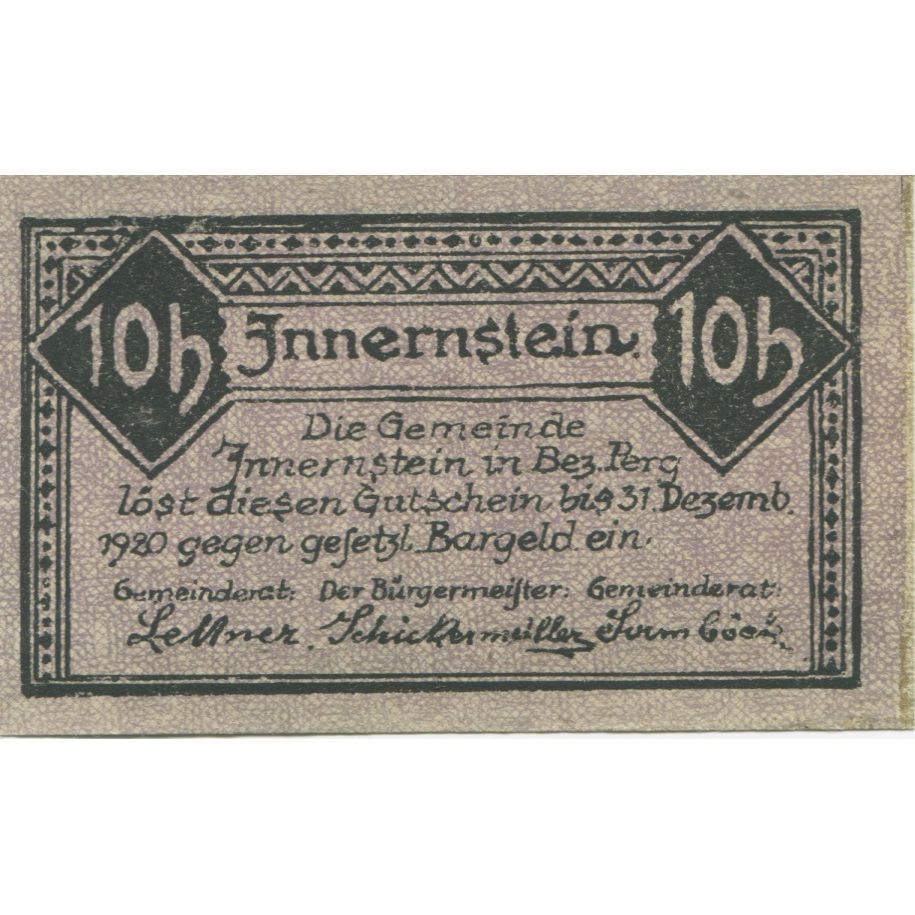 10h Innernstein. 10h
Die Gemeinde
Innernstein in Bez. Perg
löst diesen Gutschein bis 31. Dezemb.
1920 gegen gesetzl. Bargeld ein.
Gemeinderat: Der Bürgermeister: Gemeinderat:
Lettner. Schickermüller